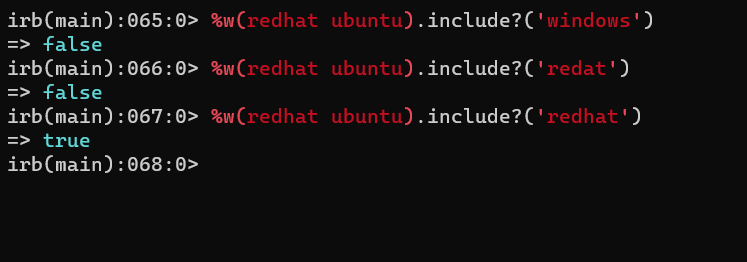 irb(main):065:0> %w(redhat ubuntu).include?('windows')
=> false
irb(main):066:0> %w(redhat ubuntu).include?('redat')
=> false
irb(main):067:0> %w(redhat ubuntu).include?('redhat')
=> true
irb(main):068:0>